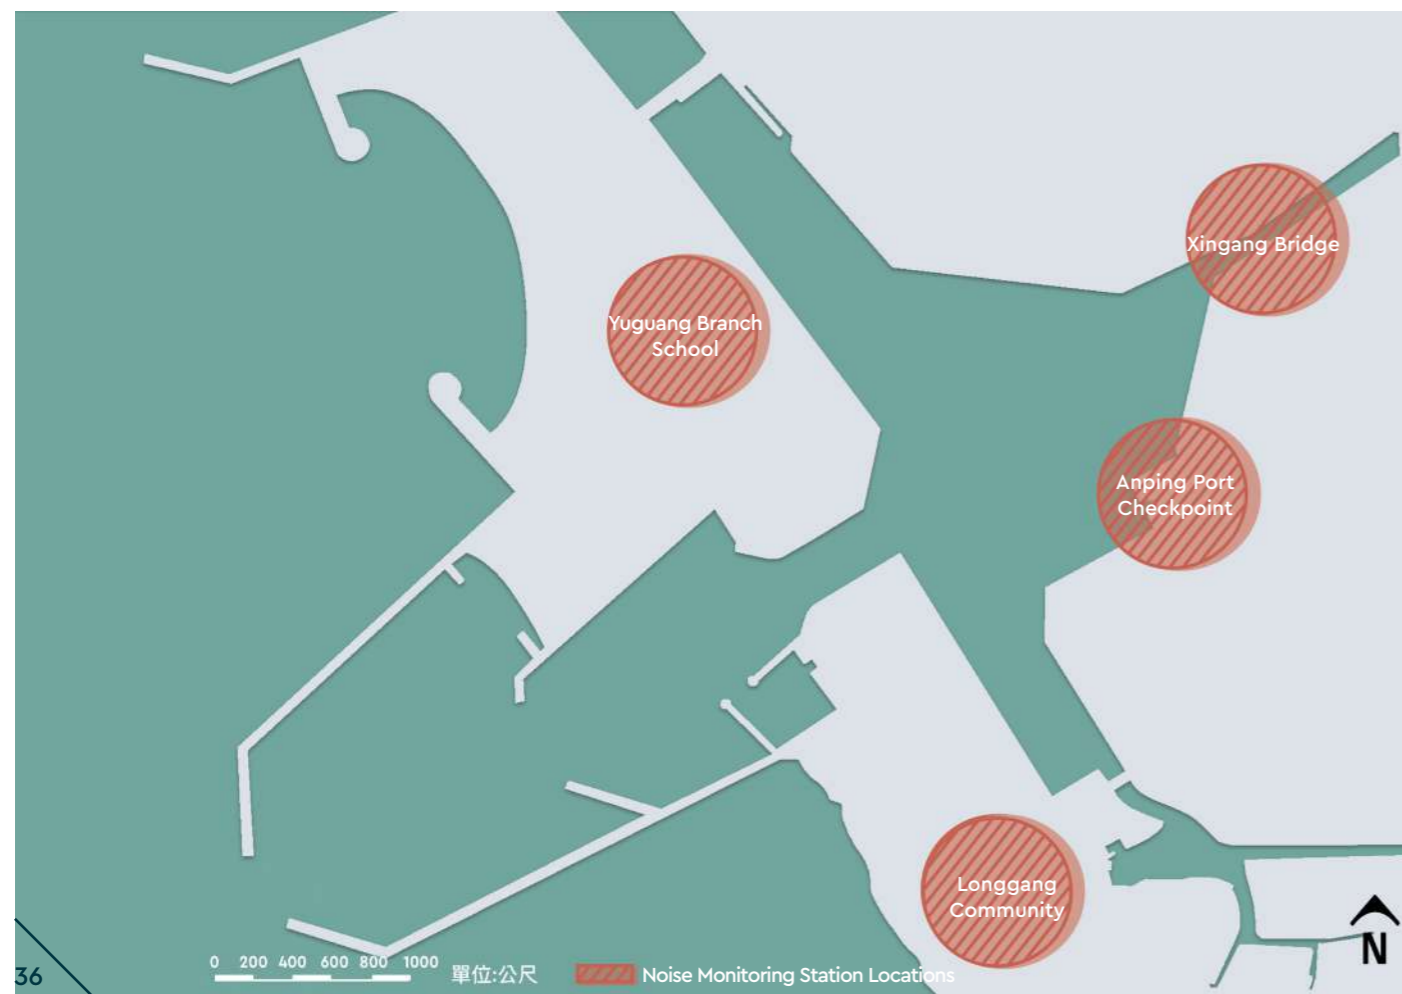 Xingang Bridge
Yuguang Branch
School
Anping Port
Checkpoint
Longgang
Community
N
0 200 400 600 800 1000
單位:公尺
Noise Monitoring Station Locations
36